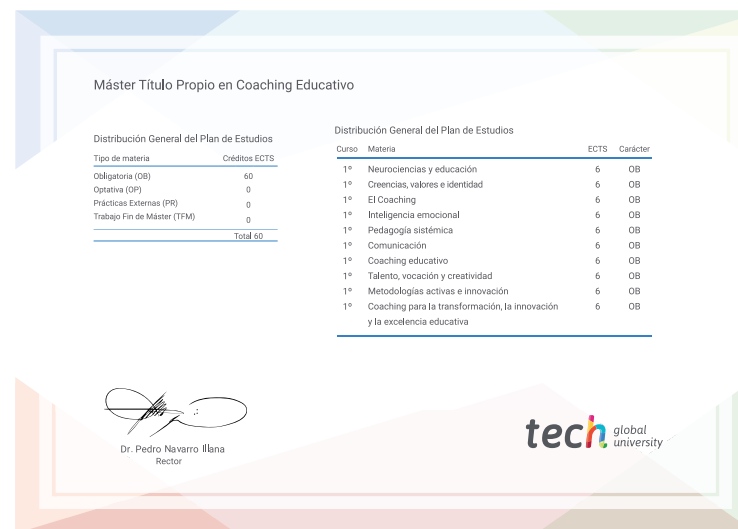 Máster Título Propio en Coaching Educativo
Distribución General del Plan de Estudios
Tipo de materia Créditos ECTS
Obligatoria (OB) 60
Optativa (OP) 0
Prácticas Externas (PR) 0
Trabajo Fin de Máster (TFM) 0
Total 60
Distribución General del Plan de Estudios
Curso Materia ECTS Carácter
1º Neurociencias y educación 6 OB
1º Creencias, valores e identidad 6 OB
1º El Coaching 6 OB
1º Inteligencia emocional 6 OB
1º Pedagogía sistémica 6 OB
1º Comunicación 6 OB
1º Coaching educativo 6 OB
1º Talento, vocación y creatividad 6 OB
1º Metodologías activas e innovación 6 OB
1º Coaching para la transformación, la innovación 6 OB
y la excelencia educativa
Dr. Pedro Navarro Illana
Rector
tech global
university